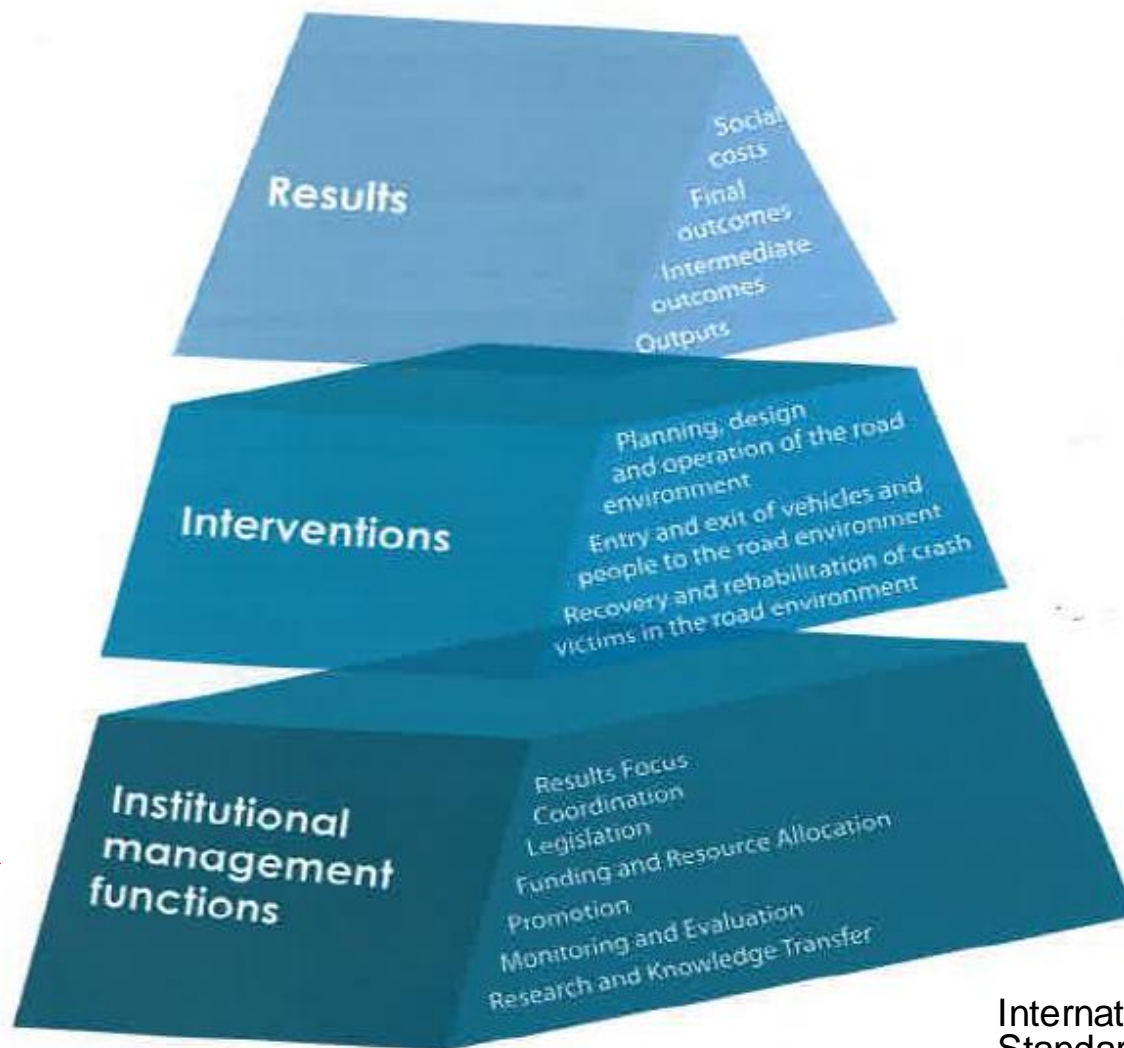 Results
Social
costs
Final
outcomes
Intermediate
outcomes
Outputs
Interventions
Planning, design
and operation of the road
environment
Entry and exit of vehicles and
people to the road environment
Recovery and rehabilitation of crash
victims in the road environment
Institutional
management
functions
Results Focus
Coordination
Legislation
Funding and Resource Allocation
Promotion
Monitoring and Evaluation
Research and Knowledge Transfer
Internat